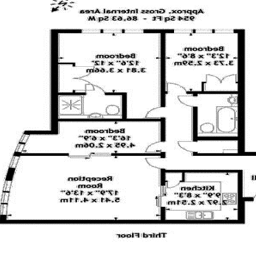 Approx. Gross Internal Area
954 Sq Ft - 88.63 Sq M
Bedroom
12'6 x 12'
3.81 x 3.66m
Bedroom
12'3 x 8'6
3.73 x 2.59m
Bedroom
16'3 x 6'9
4.95 x 2.06m
Reception
Room
17'9 x 13'6
5.41 x 4.11m
Kitchen
9'9 x 8'3
2.97 x 2.51m
Third Floor